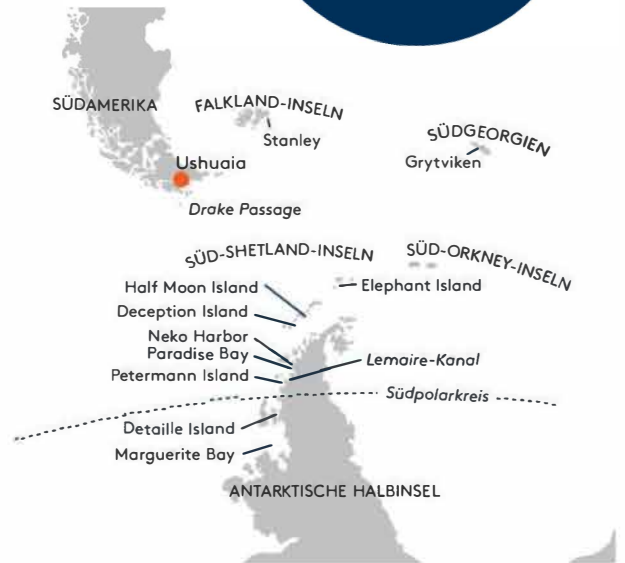 SÜDAMERIKA
FALKLAND-INSELN
Stanley
SÜDGEORGIEN
Grytviken
Ushuaia
Drake Passage
SÜD-SHETLAND-INSELN
SÜD-ORKNEY-INSELN
Half Moon Island
Elephant Island
Deception Island
Neko Harbor
Paradise Bay
Lemaire-Kanal
Petermann Island
Südpolarkreis
Detaille Island
Marguerite Bay
ANTARKTISCHE HALBINSEL